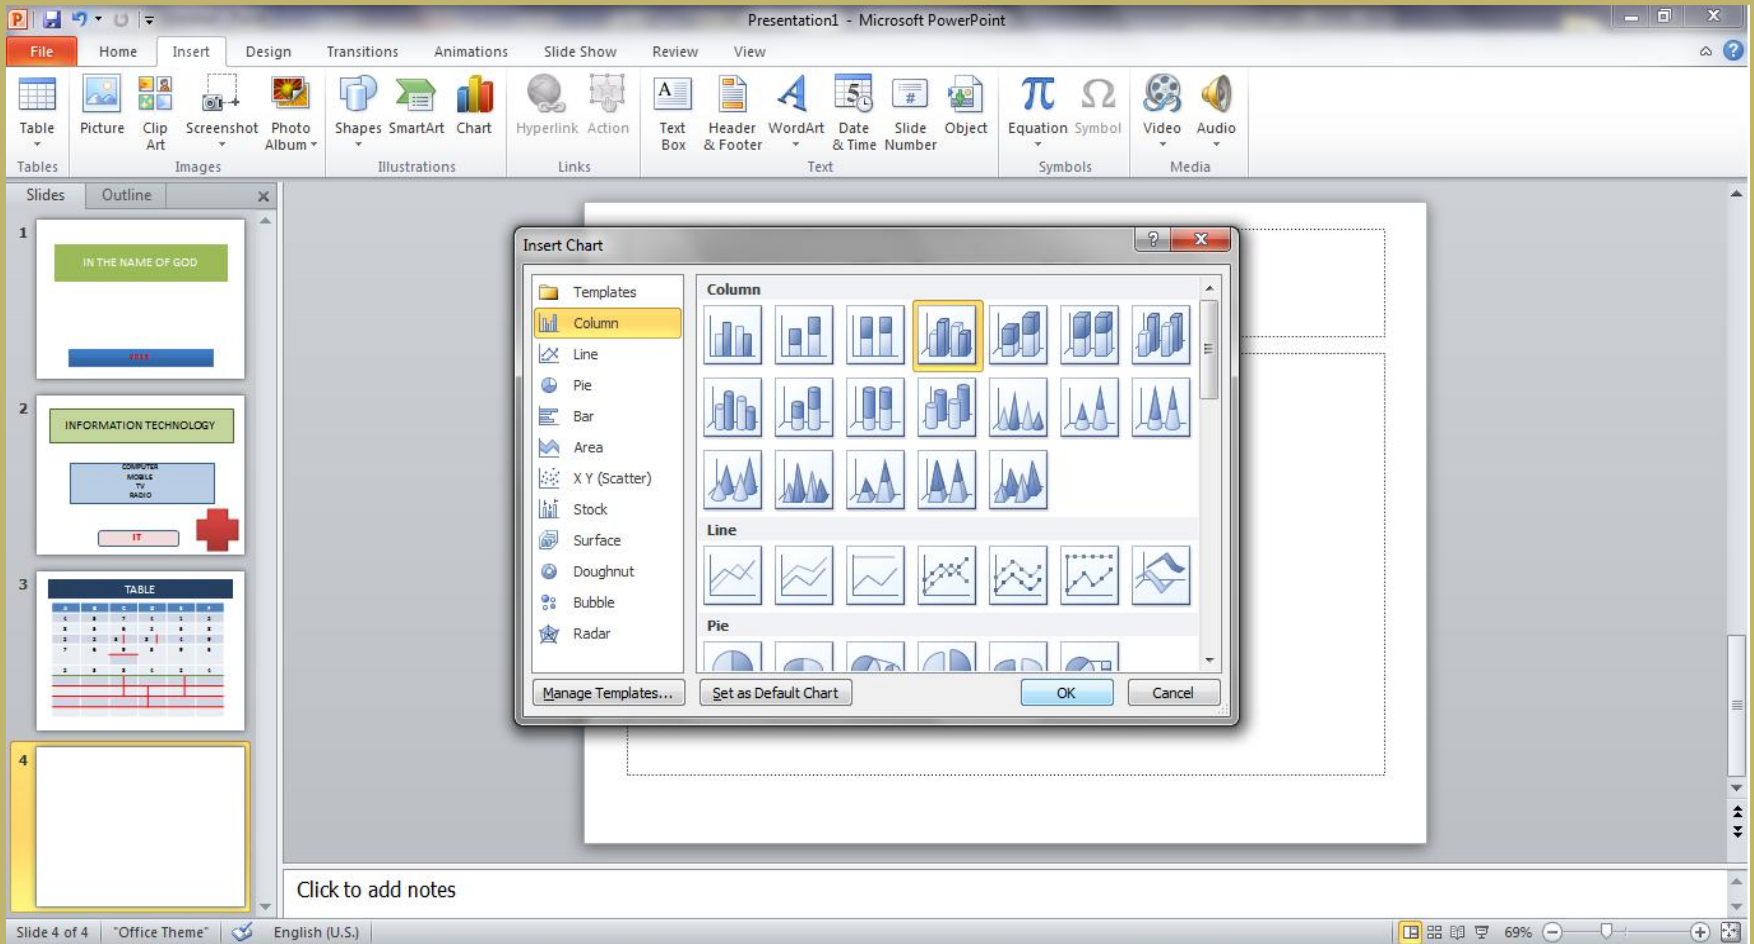 Presentation1 - Microsoft PowerPoint
File Home Insert Design Transitions Animations Slide Show Review View
Table Picture Clip Art Screenshot Photo Album Shapes SmartArt Chart Hyperlink Action Text Box Header & Footer WordArt Date & Time Slide Number Object Equation Symbol Video Audio
Tables Images Illustrations Links Text Symbols Media
Slides Outline
1
IN THE NAME OF GOD
2
INFORMATION TECHNOLOGY
COMPUTER
MOBILE
TV
RADIO
IT
3
TABLE
4
Insert Chart
Templates
Column
Line
Pie
Bar
Area
X Y (Scatter)
Stock
Surface
Doughnut
Bubble
Radar
Column
Line
Pie
Manage Templates... Set as Default Chart OK Cancel
Click to add notes
Slide 4 of 4 "Office Theme" English (U.S.) 69%